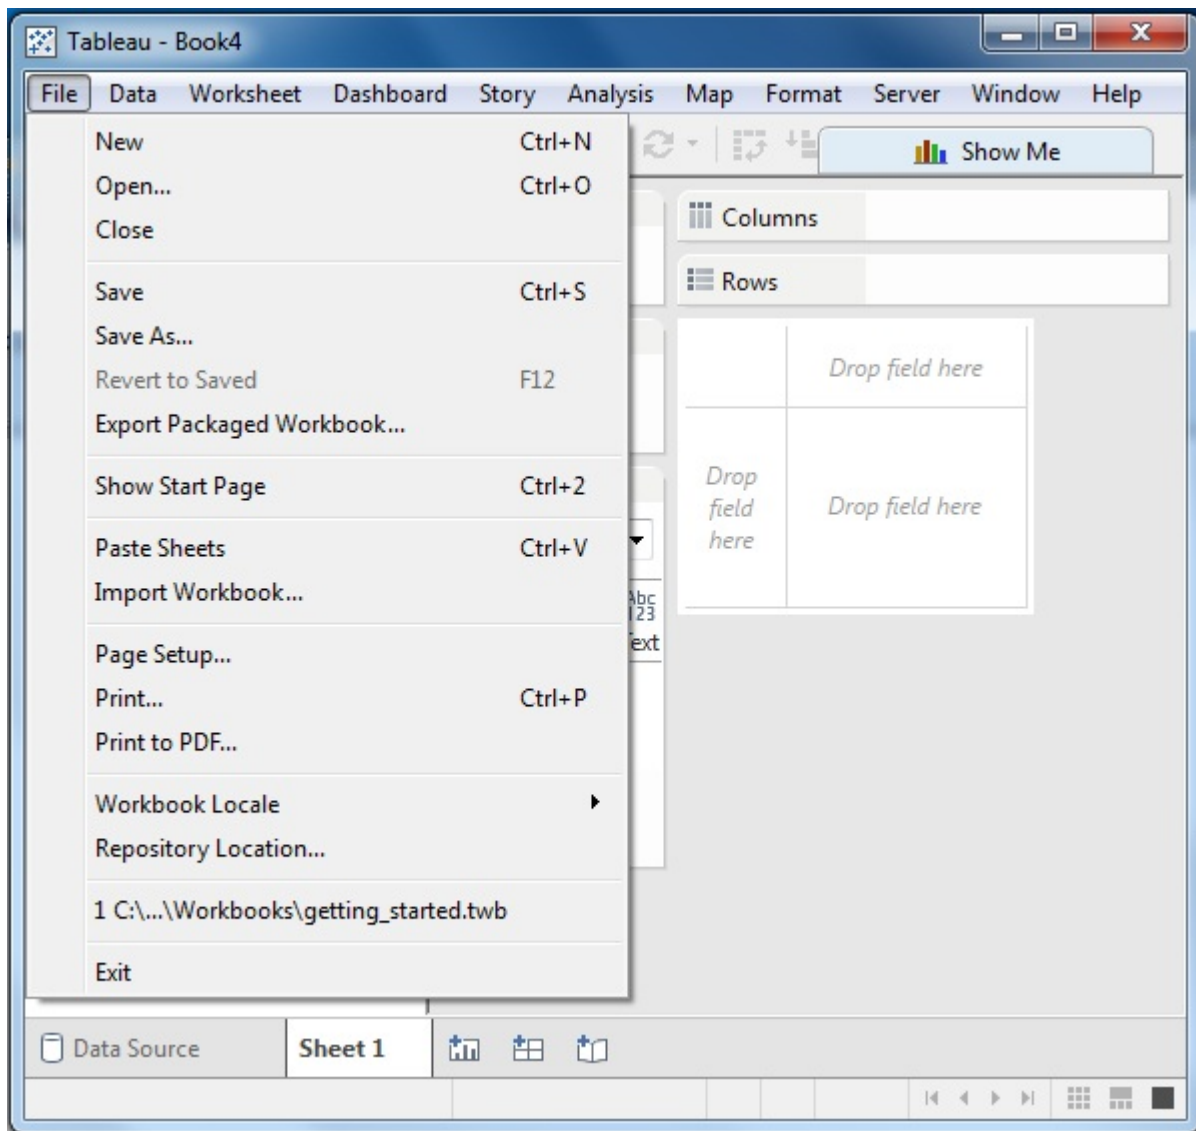 Tableau - Book4
File Data Worksheet Dashboard Story Analysis Map Format Server Window Help
New Ctrl+N
Open... Ctrl+O
Close
Save Ctrl+S
Save As...
Revert to Saved F12
Export Packaged Workbook...
Show Start Page Ctrl+2
Paste Sheets Ctrl+V
Import Workbook...
Page Setup...
Print... Ctrl+P
Print to PDF...
Workbook Locale
Repository Location...
1 C:\...\Workbooks\getting_started.twb
Exit
Show Me
Columns
Rows
Drop field here
Drop
field
here
Drop field here
Abc
123
Text
Data Source Sheet 1